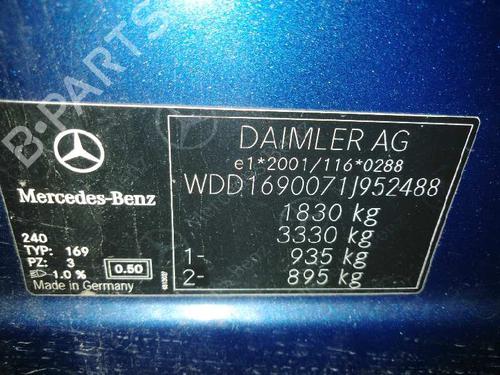 B-PARTS
DAIMLER AG
e1*2001/116*0288
WDD1690071J952488
1830 kg
3330 kg
1- 935 kg
2- 895 kg
Mercedes-Benz
240
TYP: 169
PZ: 3
1.0 % 0.50
Made in Germany